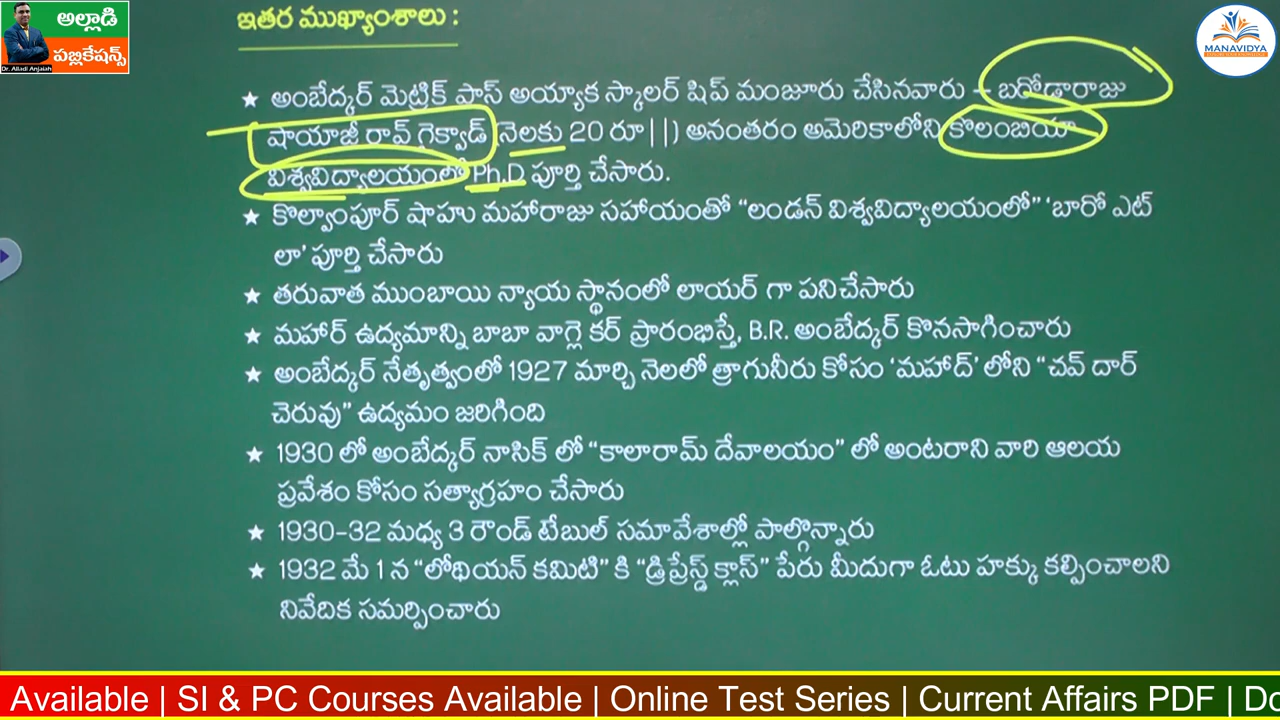 అల్లాడి
పబ్లికేషన్స్
Dr. Alladi Anjaiah
MANAVIDYA
ఇతర ముఖ్యాంశాలు :
★ అంబేద్కర్ మెట్రిక్ పాస్ అయ్యాక స్కాలర్ షిప్ మంజూరు చేసినవారు – బరోడారాజు
షాయాజీ రావ్ గైక్వాడ్ (నెలకు 20 రూ||) అనంతరం అమెరికాలోని కొలంబియా
విశ్వవిద్యాలయంలో Ph.D పూర్తి చేసారు.
★ కొల్వాంపూర్ షాహు మహారాజు సహాయంతో “లండన్ విశ్వవిద్యాలయంలో” ‘బారో ఎట్
లా’ పూర్తి చేసారు
★ తరువాత ముంబాయి న్యాయ స్థానంలో లాయర్ గా పనిచేసారు
★ మహార్ ఉద్యమాన్ని బాబా వాగ్లె కర్ ప్రారంభిస్తే, B.R. అంబేద్కర్ కొనసాగించారు
★ అంబేద్కర్ నేతృత్వంలో 1927 మార్చి నెలలో త్రాగునీరు కోసం ‘మహాద్’ లోని “చవ్ దార్
చెరువు” ఉద్యమం జరిగింది
★ 1930 లో అంబేద్కర్ నాసిక్ లో “కాలారామ్ దేవాలయం” లో అంటరాని వారి ఆలయ
ప్రవేశం కోసం సత్యాగ్రహం చేసారు
★ 1930-32 మధ్య 3 రౌండ్ టేబుల్ సమావేశాల్లో పాల్గొన్నారు
★ 1932 మే 1 న “లోథియన్ కమిటి” కి “డ్రిప్రేస్డ్ క్లాస్” పేరు మీదుగా ఓటు హక్కు కల్పించాలని
నివేదిక సమర్పించారు
Available | SI & PC Courses Available | Online Test Series | Current Affairs PDF | Do